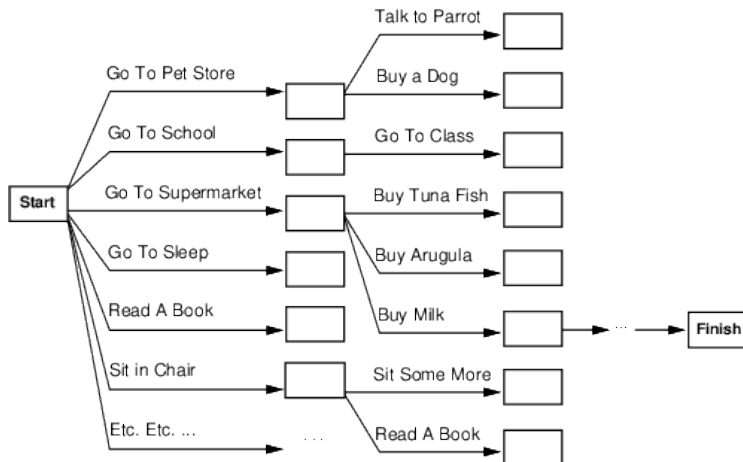 Talk to Parrot
Go To Pet Store
Buy a Dog
Go To School
Go To Class
Start
Go To Supermarket
Buy Tuna Fish
Go To Sleep
Buy Arugula
Read A Book
Buy Milk
...
Finish
Sit in Chair
Sit Some More
Etc. Etc. ...
...
Read A Book